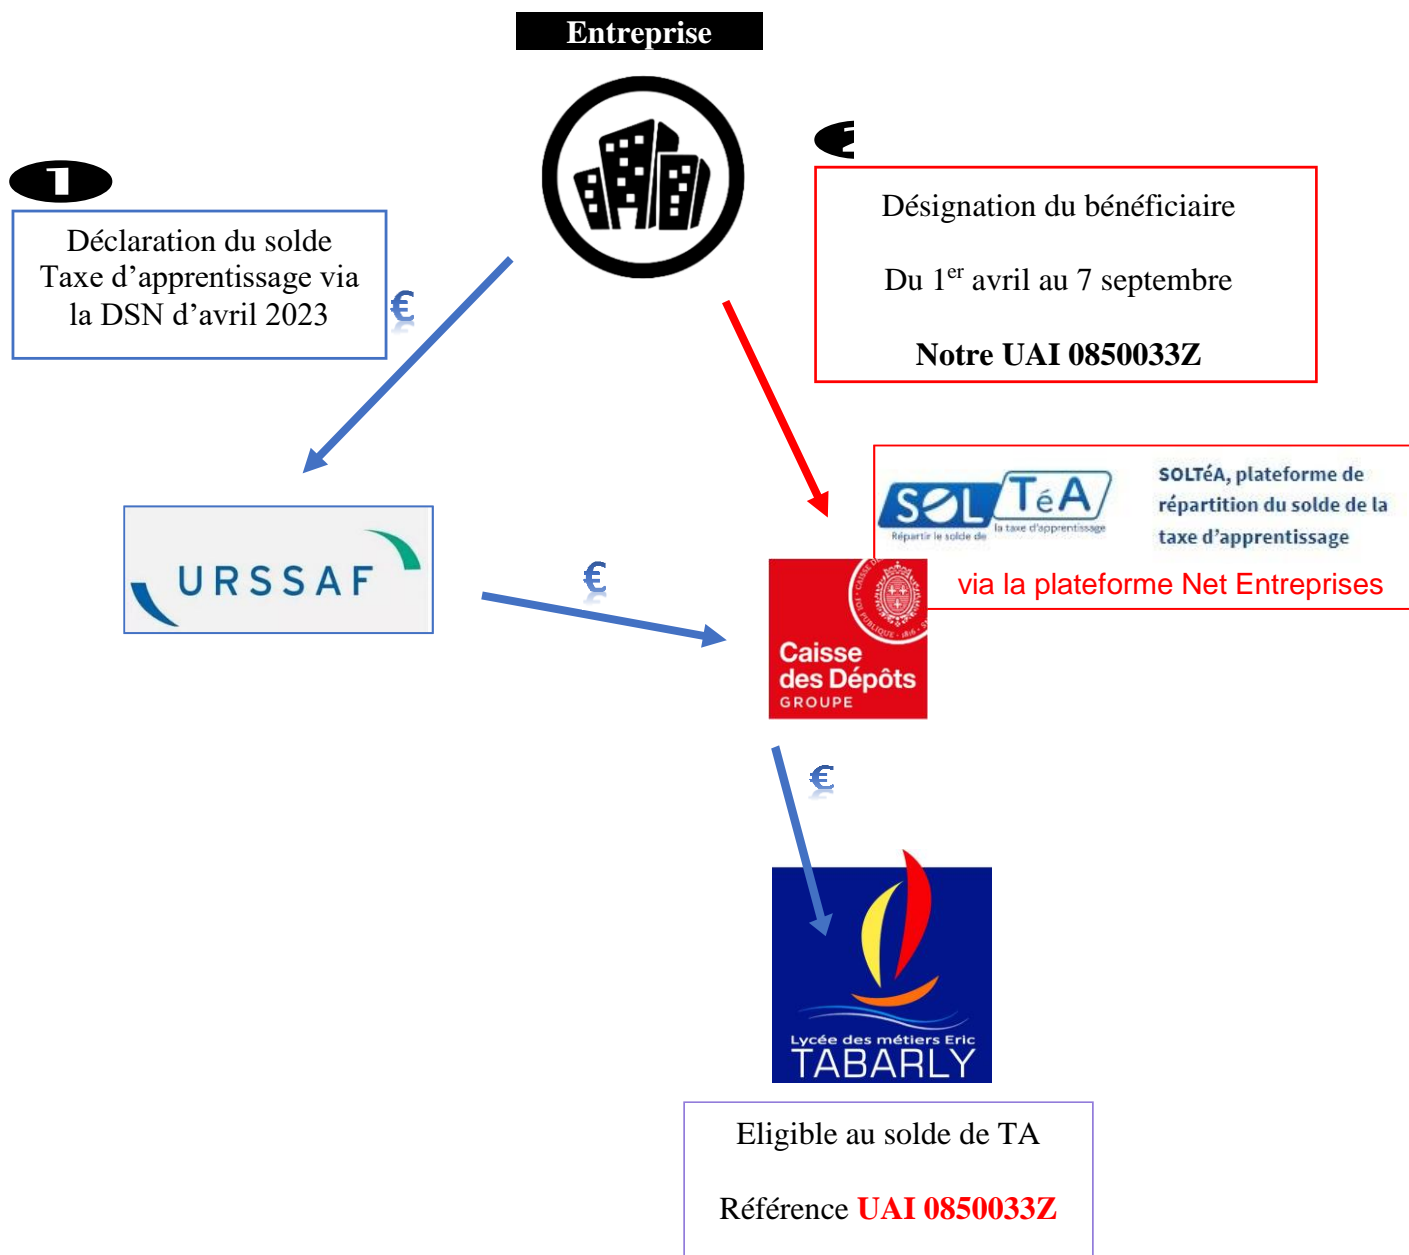 Entreprise
1
Déclaration du solde
Taxe d’apprentissage via
la DSN d’avril 2023
2
Désignation du bénéficiaire
Du 1er avril au 7 septembre
Notre UAI 0850033Z
€
URSSAF
€
SOLTéA
Répartir le solde de la taxe d'apprentissage
SOLTéA, plateforme de
répartition du solde de la
taxe d'apprentissage
via la plateforme Net Entreprises
Caisse
des Dépôts
GROUPE
€
Lycée des métiers Eric
TABARLY
Eligible au solde de TA
Référence UAI 0850033Z